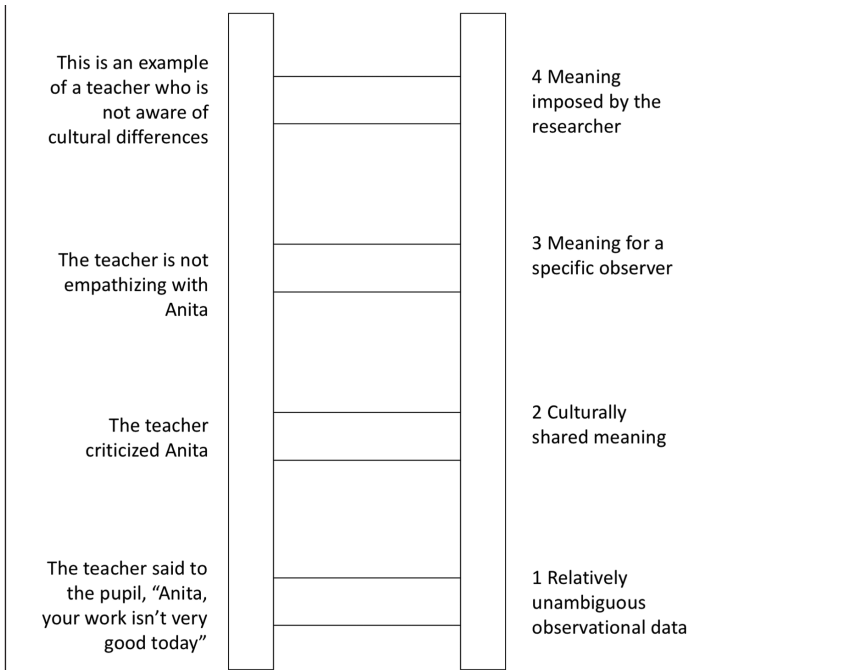 This is an example
of a teacher who is
not aware of
cultural differences
4 Meaning
imposed by the
researcher
The teacher is not
empathizing with
Anita
3 Meaning for a
specific observer
The teacher
criticized Anita
2 Culturally
shared meaning
The teacher said to
the pupil, “Anita,
your work isn’t very
good today”
1 Relatively
unambiguous
observational data